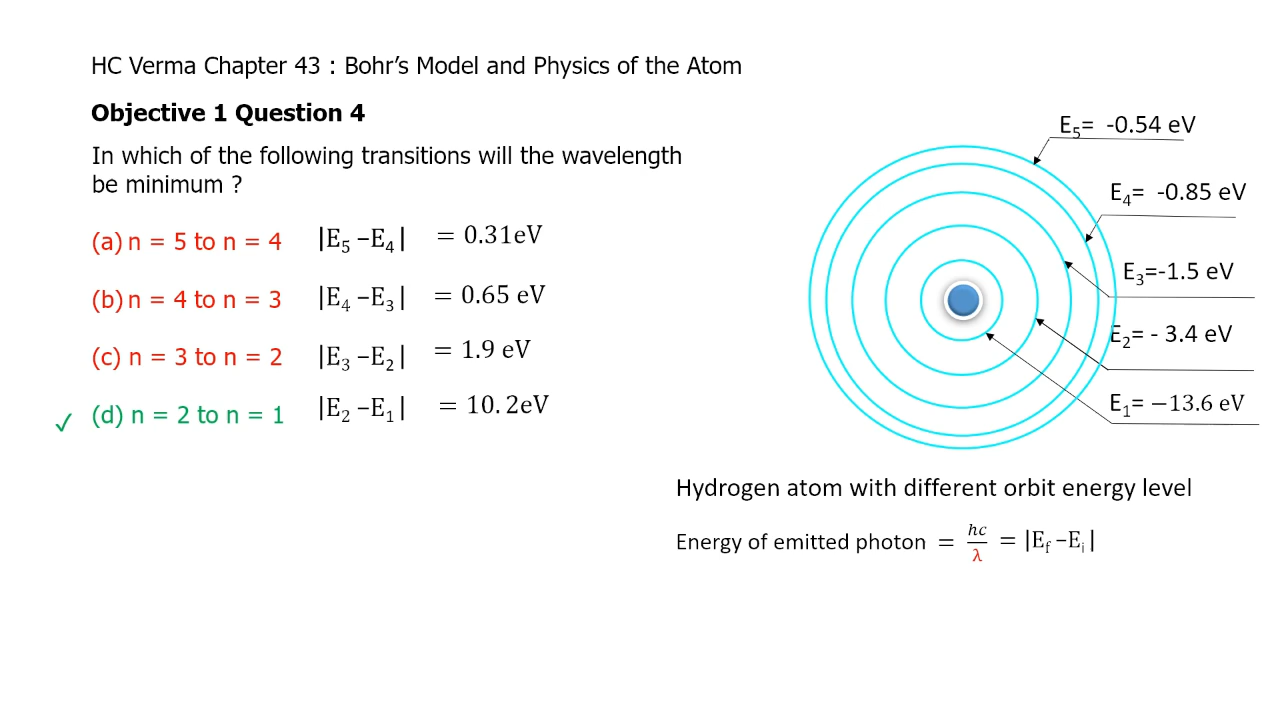 HC Verma Chapter 43 : Bohr’s Model and Physics of the Atom
Objective 1 Question 4
In which of the following transitions will the wavelength
be minimum ?
(a) n = 5 to n = 4 |E₅ –E₄| = 0.31eV
(b) n = 4 to n = 3 |E₄ –E₃| = 0.65 eV
(c) n = 3 to n = 2 |E₃ –E₂| = 1.9 eV
✓ (d) n = 2 to n = 1 |E₂ –E₁| = 10.2eV
E₅= -0.54 eV
E₄= -0.85 eV
E₃=-1.5 eV
E₂= - 3.4 eV
E₁= −13.6 eV
Hydrogen atom with different orbit energy level
Energy of emitted photon = hc/λ = |E_f –E_i|